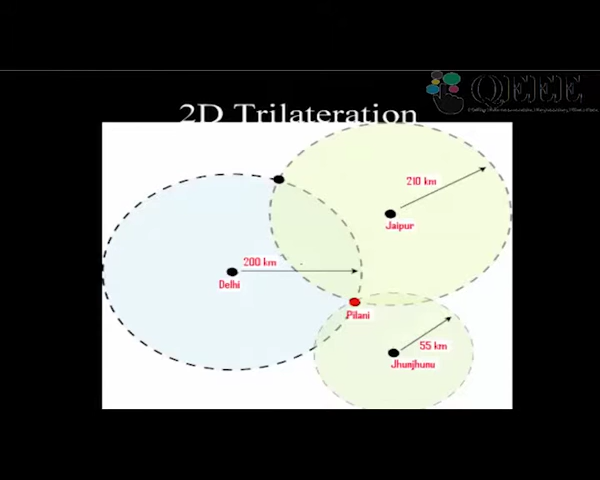 QEEE
2D Trilateration
210 km
Jaipur
200 km
Delhi
Pilani
55 km
Jhunjhunu